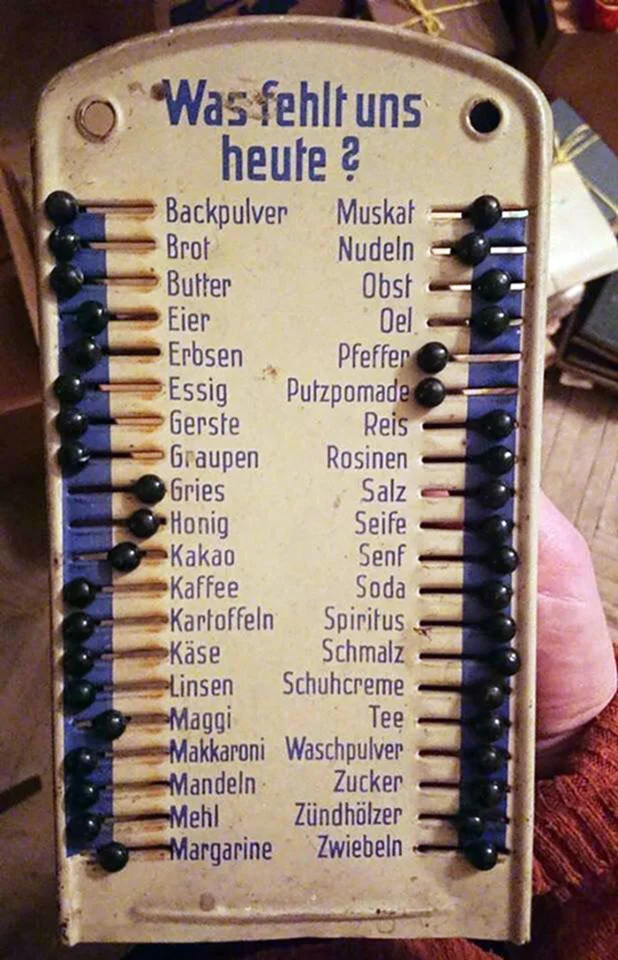 Was fehlt uns
heute ?
Backpulver Muskat
Brot Nudeln
Butter Obst
Eier Oel
Erbsen Pfeffer
Essig Putzpomade
Gerste Reis
Graupen Rosinen
Gries Salz
Honig Seife
Kakao Senf
Kaffee Soda
Kartoffeln Spiritus
Käse Schmalz
Linsen Schuhcreme
Maggi Tee
Makkaroni Waschpulver
Mandeln Zucker
Mehl Zündhölzer
Margarine Zwiebeln